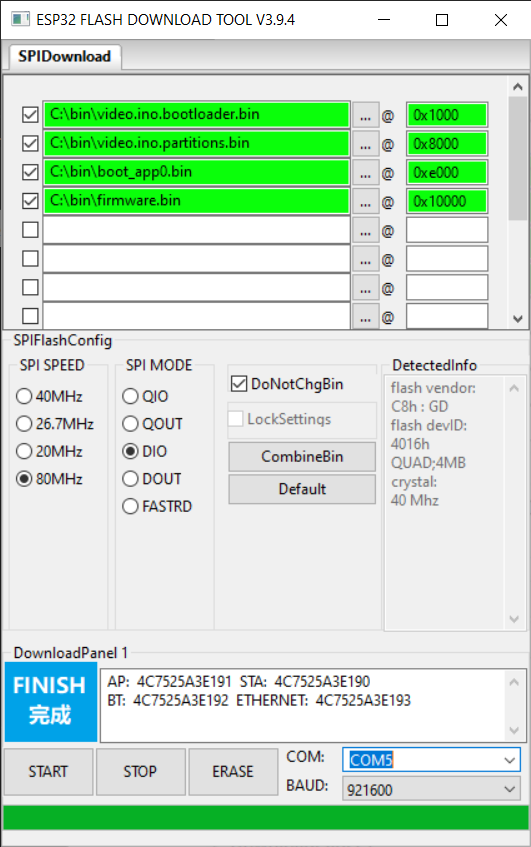 ESP32 FLASH DOWNLOAD TOOL V3.9.4
SPIDownload
C:\bin\video.ino.bootloader.bin ... @ 0x1000
C:\bin\video.ino.partitions.bin ... @ 0x8000
C:\bin\boot_app0.bin ... @ 0xe000
C:\bin\firmware.bin ... @ 0x10000
... @
... @
... @
... @
SPIFlashConfig
SPI SPEED
40MHz
26.7MHz
20MHz
80MHz
SPI MODE
QIO
QOUT
DIO
DOUT
FASTRD
DoNotChgBin
LockSettings
CombineBin
Default
DetectedInfo
flash vendor:
C8h : GD
flash devID:
4016h
QUAD;4MB
crystal:
40 Mhz
DownloadPanel 1
FINISH
完成
AP: 4C7525A3E191 STA: 4C7525A3E190
BT: 4C7525A3E192 ETHERNET: 4C7525A3E193
START
STOP
ERASE
COM: COM5
BAUD: 921600